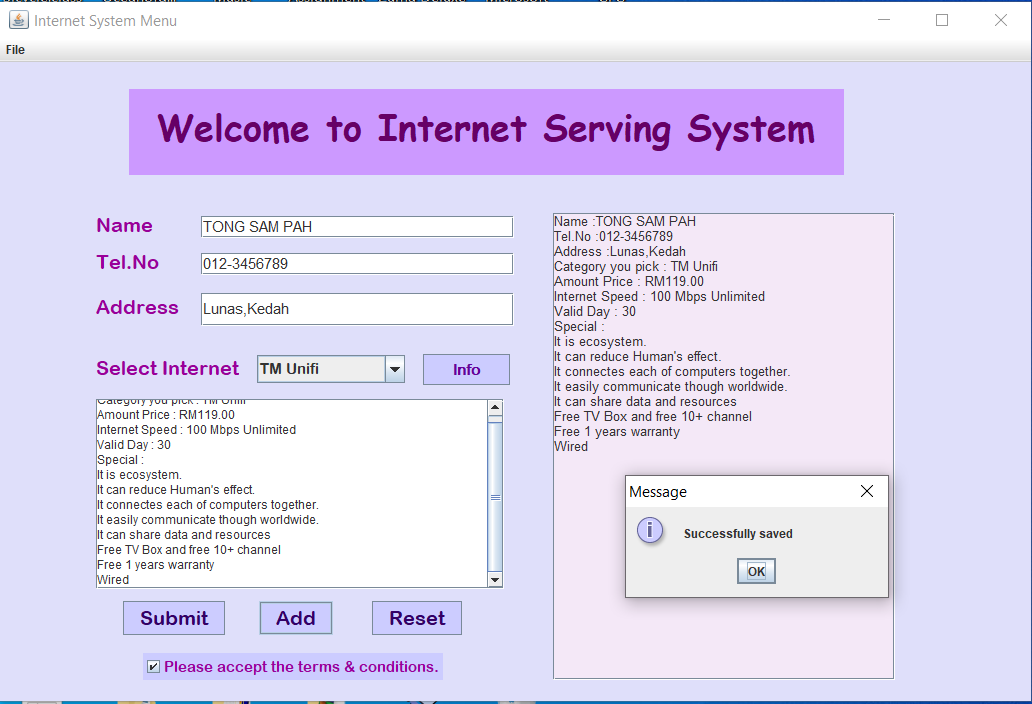 Internet System Menu
File
Welcome to Internet Serving System
Name
TONG SAM PAH
Tel.No
012-3456789
Address
Lunas,Kedah
Select Internet
TM Unifi
Info
Category you pick : TM Unifi
Amount Price : RM119.00
Internet Speed : 100 Mbps Unlimited
Valid Day : 30
Special :
It is ecosystem.
It can reduce Human's effect.
It connectes each of computers together.
It easily communicate though worldwide.
It can share data and resources
Free TV Box and free 10+ channel
Free 1 years warranty
Wired
Submit
Add
Reset
Please accept the terms & conditions.
Name :TONG SAM PAH
Tel.No :012-3456789
Address :Lunas,Kedah
Category you pick : TM Unifi
Amount Price : RM119.00
Internet Speed : 100 Mbps Unlimited
Valid Day : 30
Special :
It is ecosystem.
It can reduce Human's effect.
It connectes each of computers together.
It easily communicate though worldwide.
It can share data and resources
Free TV Box and free 10+ channel
Free 1 years warranty
Wired
Message
Successfully saved
OK